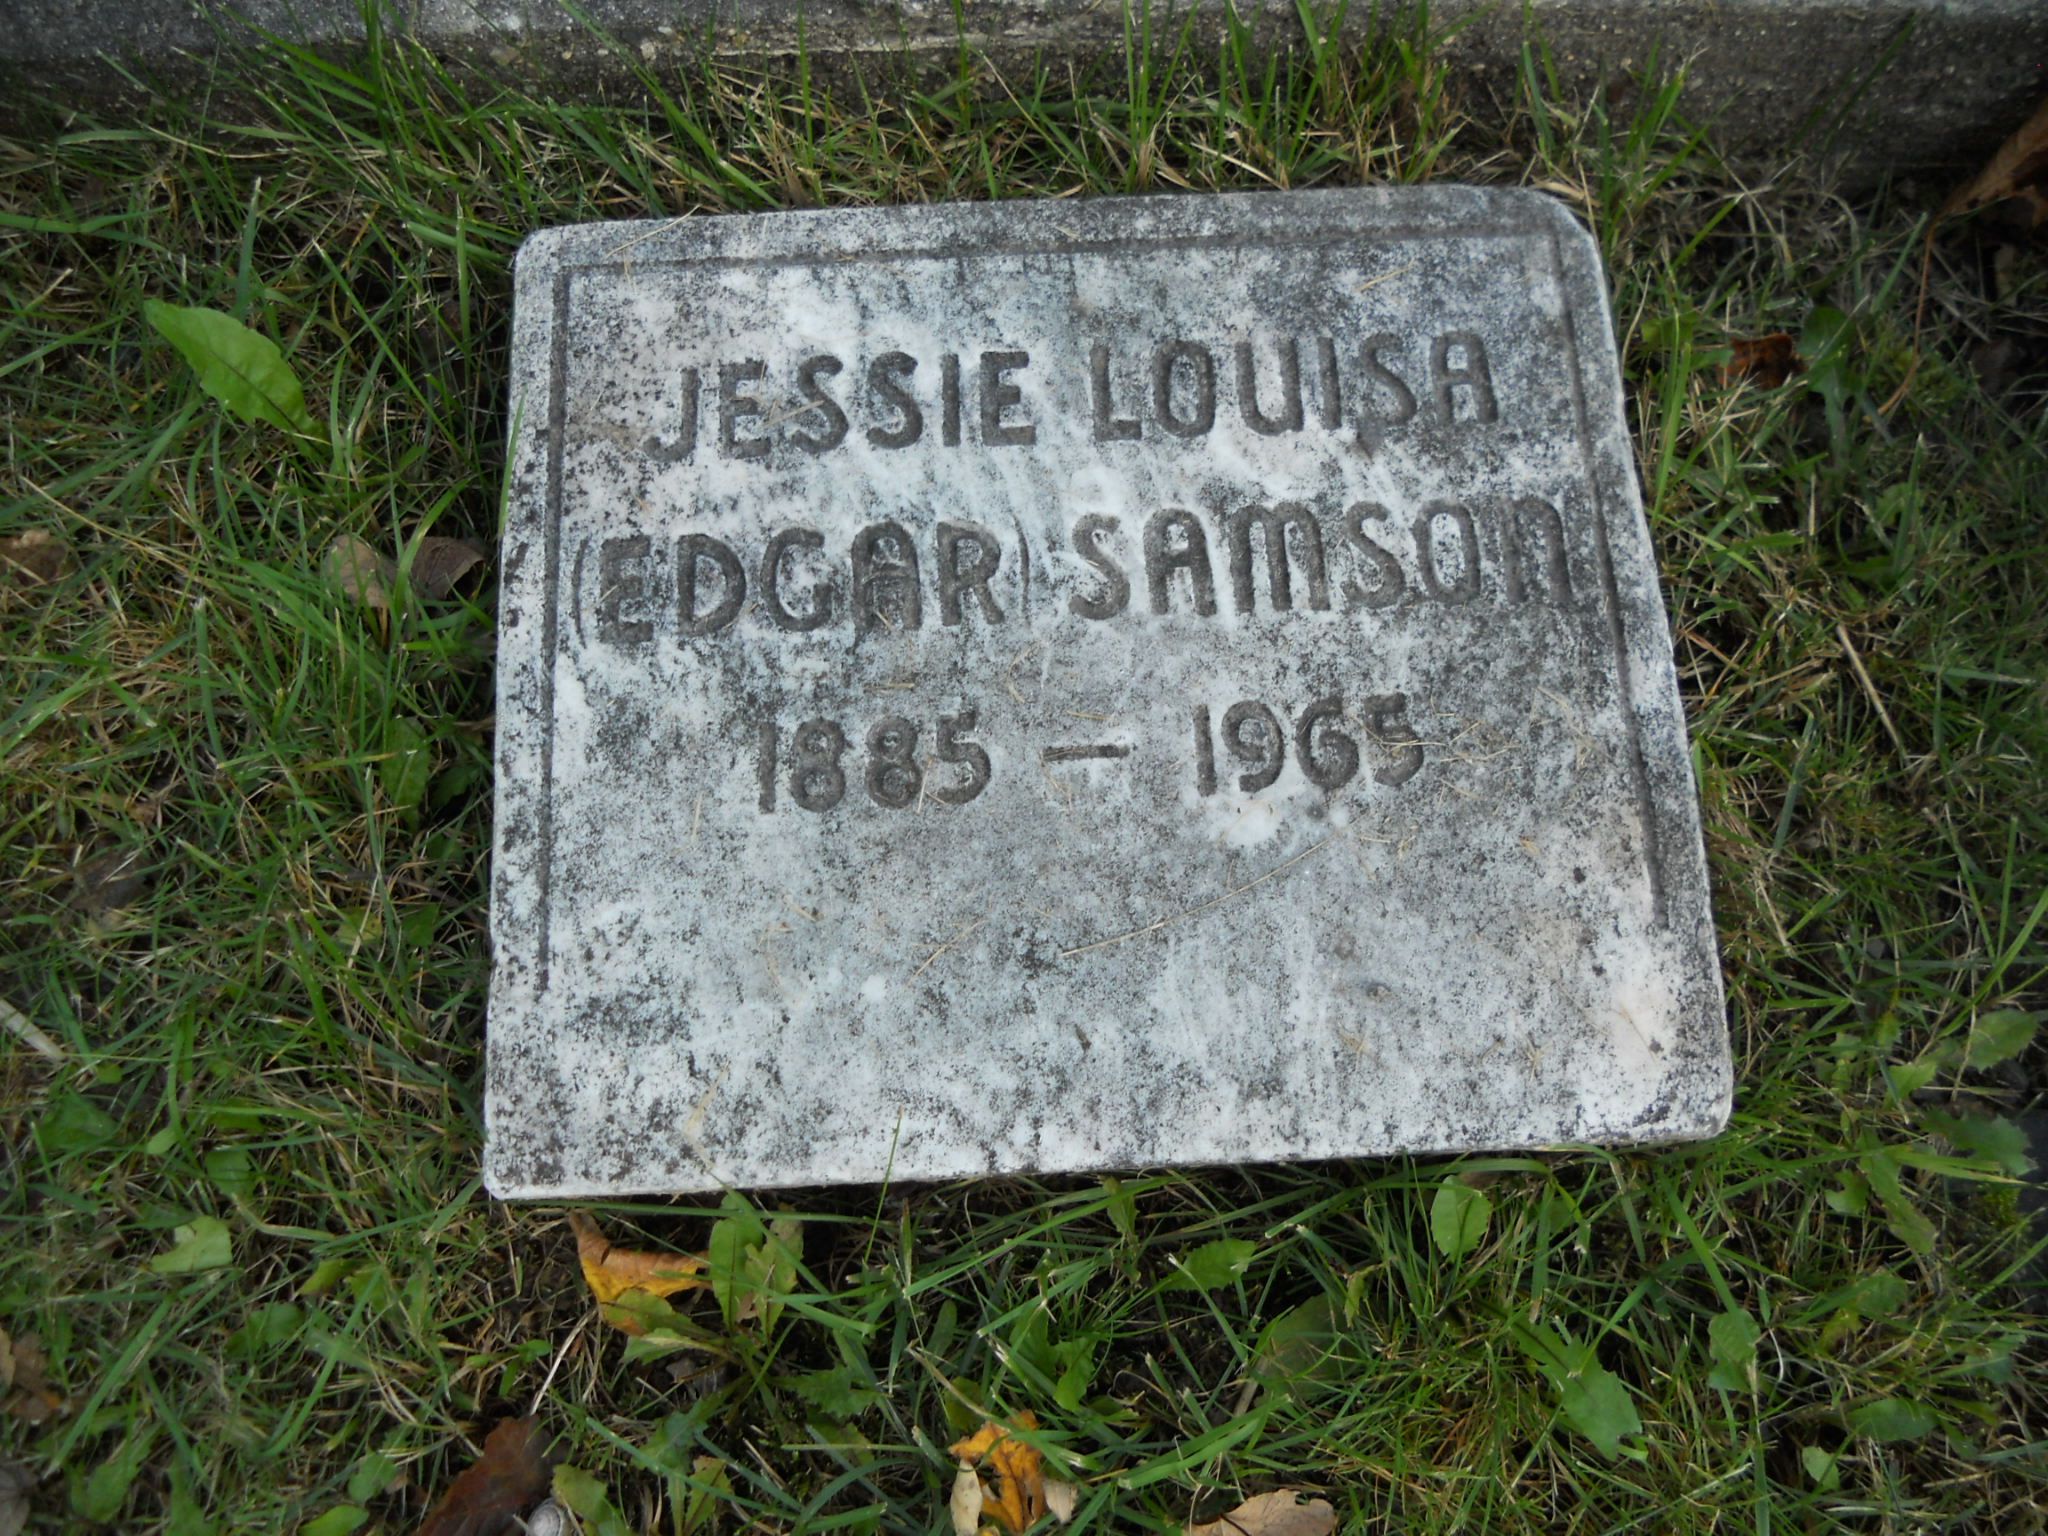 JESSIE LOUISA
(EDGAR) SAMSON
1885 – 1965